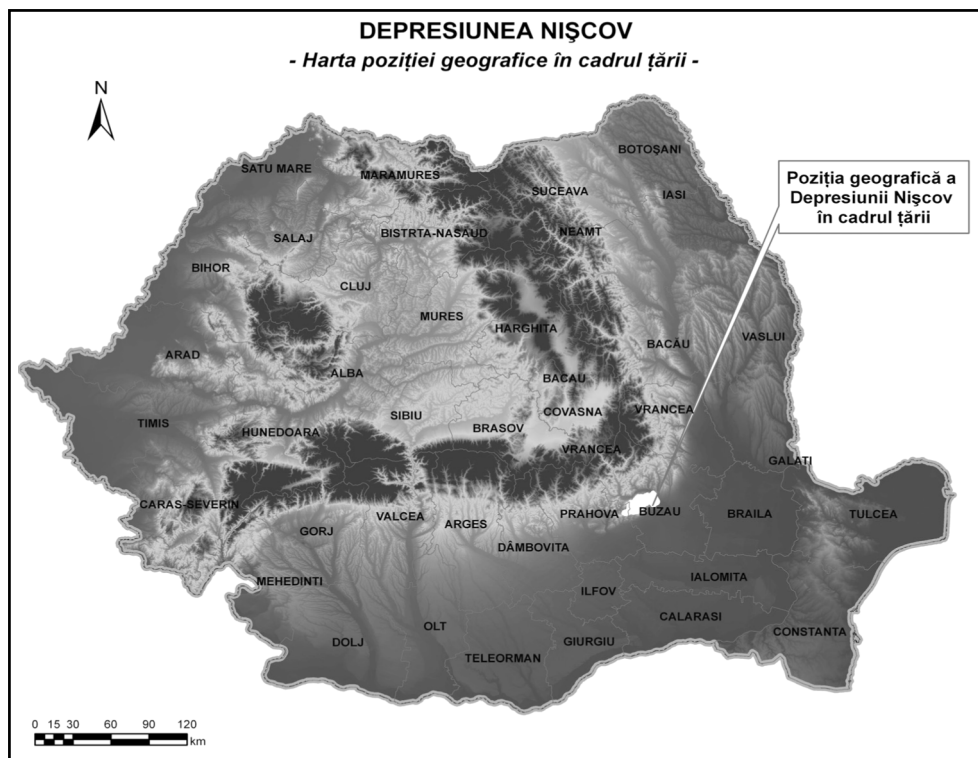 DEPRESIUNEA NIŞCOV
- Harta poziției geografice în cadrul țării -
N
BOTOŞANI
SATU MARE
MARAMURES
SUCEAVA
IASI
Poziția geografică a
Depresiunii Nişcov
în cadrul țării
SALAJ
BISTRTA-NASAUD
NEAMT
BIHOR
CLUJ
MURES
HARGHITA
BACĂU
VASLUI
ARAD
ALBA
BACAU
COVASNA
VRANCEA
TIMIS
SIBIU
BRASOV
HUNEDOARA
VRANCEA
GALATI
CARAS-SEVERIN
VALCEA
ARGES
PRAHOVA
BUZAU
BRAILA
TULCEA
GORJ
DÂMBOVITA
MEHEDINTI
IALOMITA
ILFOV
CALARASI
OLT
CONSTANTA
DOLJ
GIURGIU
TELEORMAN
0 15 30 60 90 120
km